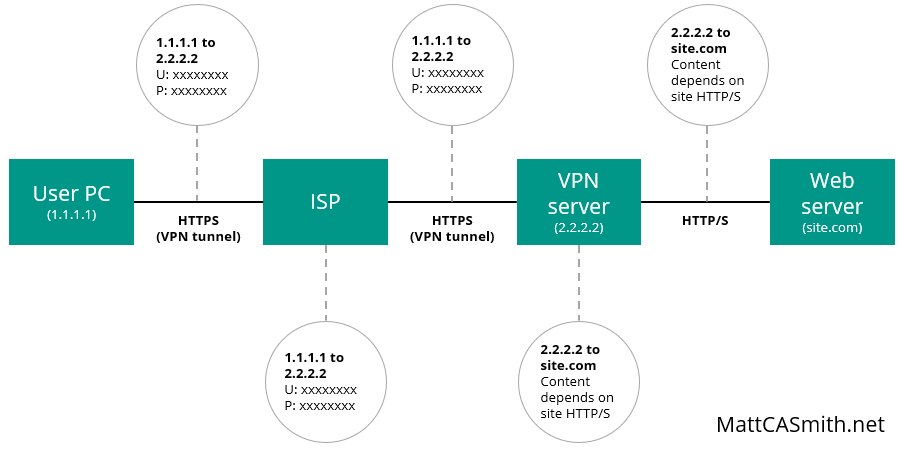 1.1.1.1 to
2.2.2.2
U: xxxxxxxx
P: xxxxxxxx
1.1.1.1 to
2.2.2.2
U: xxxxxxxx
P: xxxxxxxx
2.2.2.2 to
site.com
Content
depends on
site HTTP/S
User PC
(1.1.1.1)
HTTPS
(VPN tunnel)
ISP
HTTPS
(VPN tunnel)
VPN
server
(2.2.2.2)
HTTP/S
Web
server
(site.com)
1.1.1.1 to
2.2.2.2
U: xxxxxxxx
P: xxxxxxxx
2.2.2.2 to
site.com
Content
depends on
site HTTP/S
MattCASmith.net